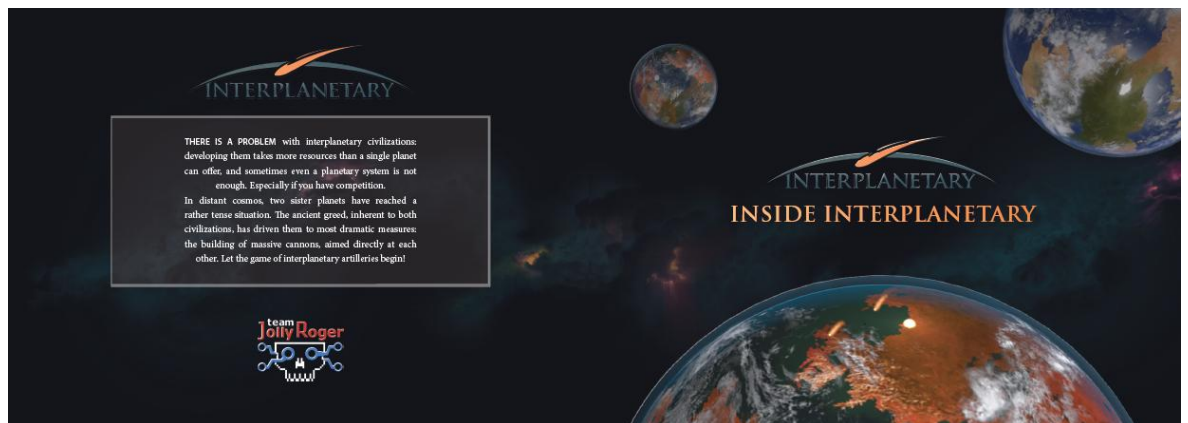 INTERPLANETARY
THERE IS A PROBLEM with interplanetary civilizations:
developing them takes more resources than a single planet
can offer, and sometimes even a planetary system is not
enough. Especially if you have competition.
In distant cosmos, two sister planets have reached a
rather tense situation. The ancient greed, inherent to both
civilizations, has driven them to most dramatic measures:
the building of massive cannons, aimed directly at each
other. Let the game of interplanetary artilleries begin!
team
Jolly Roger
INTERPLANETARY
INSIDE INTERPLANETARY